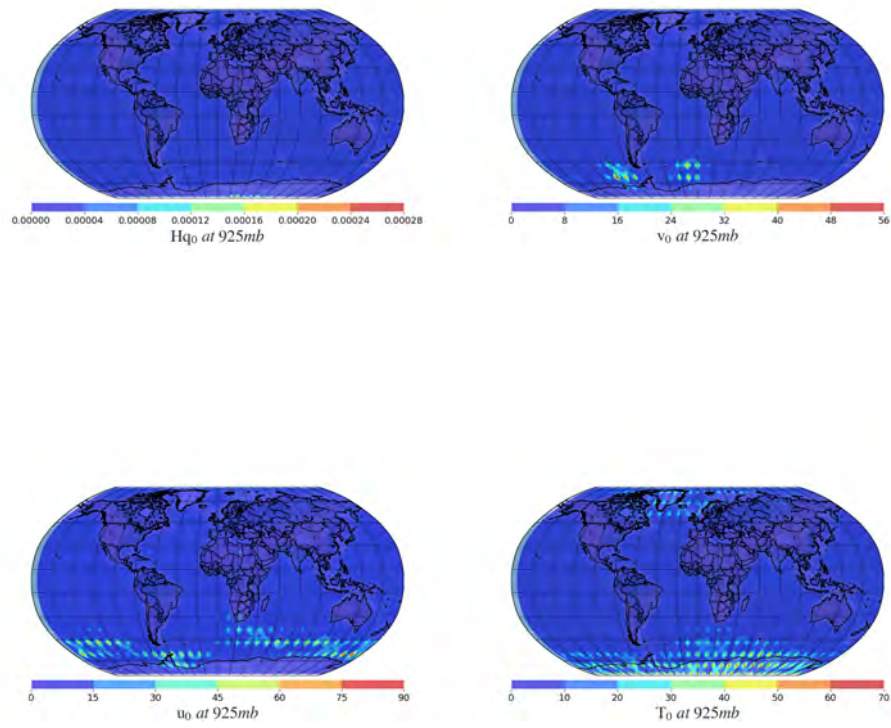 0.00000 0.00004 0.00008 0.00012 0.00016 0.00020 0.00024 0.00028
Hq₀ at 925mb
0 8 16 24 32 40 48 56
v₀ at 925mb
0 15 30 45 60 75 90
u₀ at 925mb
0 10 20 30 40 50 60 70
T₀ at 925mb